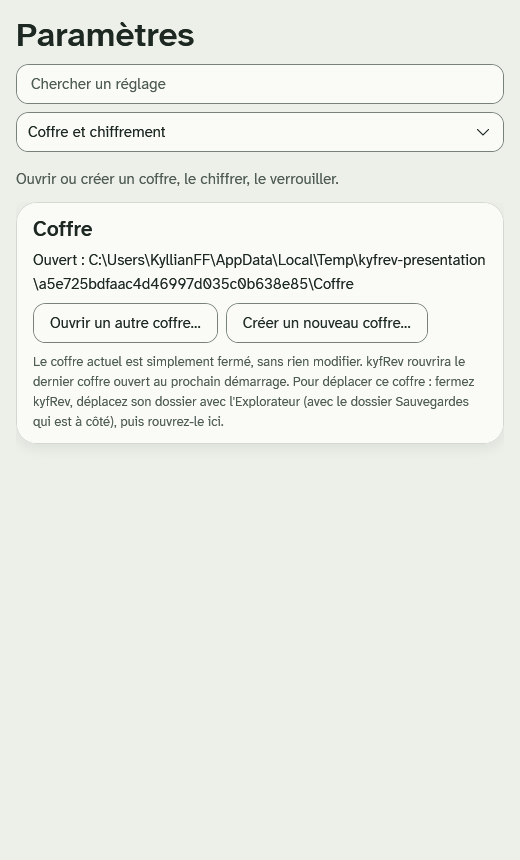 Paramètres
Chercher un réglage
Coffre et chiffrement
Ouvrir ou créer un coffre, le chiffrer, le verrouiller.
Coffre
Ouvert : C:\Users\KyllianFF\AppData\Local\Temp\kyfrev-presentation
\a5e725bdfaac4d46997d035c0b638e85\Coffre
Ouvrir un autre coffre...
Créer un nouveau coffre...
Le coffre actuel est simplement fermé, sans rien modifier. kyfRev rouvrira le
dernier coffre ouvert au prochain démarrage. Pour déplacer ce coffre : fermez
kyfRev, déplacez son dossier avec l'Explorateur (avec le dossier Sauvegardes
qui est à côté), puis rouvrez-le ici.